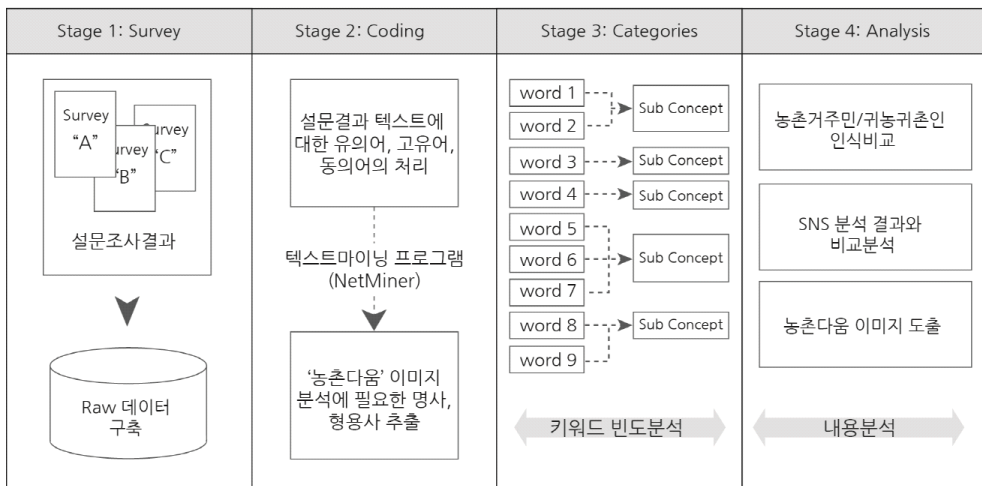 Stage 1: Survey
Survey
"A"
Survey
"B"
"C"
설문조사결과
Raw 데이터
구축
Stage 2: Coding
설문결과 텍스트에
대한 유의어, 고유어,
동의어의 처리
텍스트마이닝 프로그램
(NetMiner)
'농촌다움' 이미지
분석에 필요한 명사,
형용사 추출
Stage 3: Categories
word 1
word 2
Sub Concept
word 3
Sub Concept
word 4
Sub Concept
word 5
word 6
word 7
Sub Concept
word 8
word 9
Sub Concept
키워드 빈도분석
Stage 4: Analysis
농촌거주민/귀농귀촌인
인식비교
SNS 분석 결과와
비교분석
농촌다움 이미지 도출
내용분석